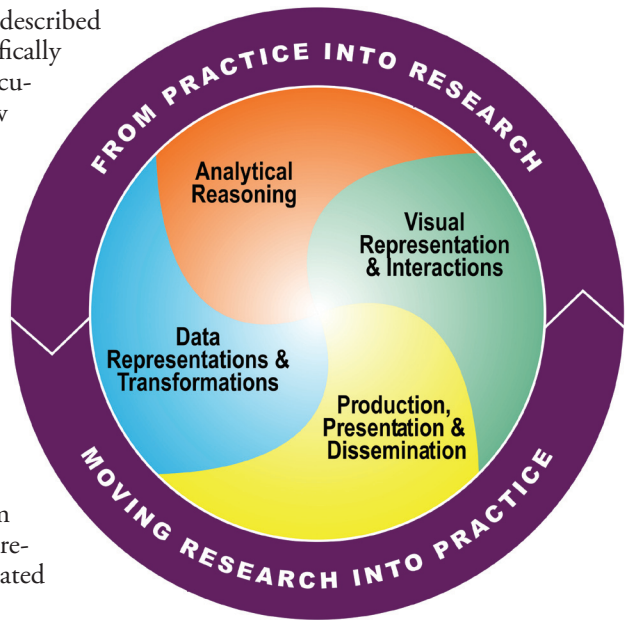 described
fically
cu-
FROM PRACTICE INTO RESEARCH
Analytical
Reasoning
Visual
Representation
& Interactions
Data
Representations &
Transformations
Production,
Presentation &
Dissemination
MOVING RESEARCH INTO PRACTICE
re-
ated